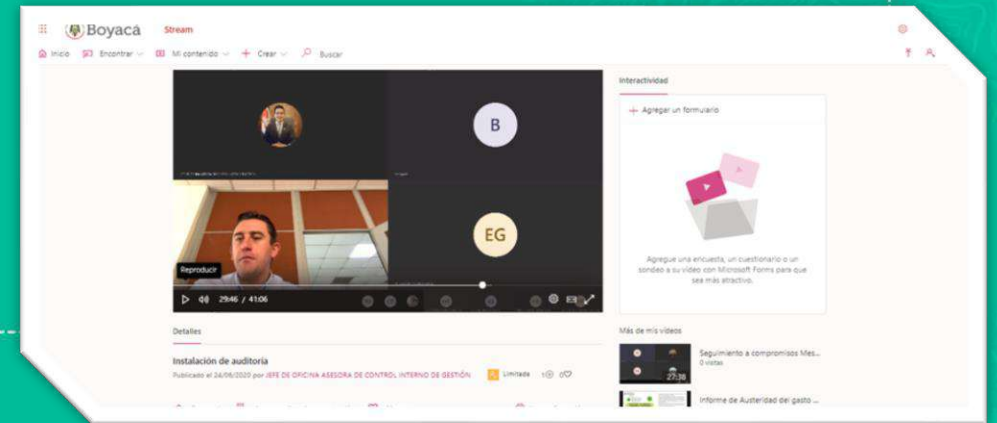 Boyacá Stream
Inicio Encontrar Mi contenido Crear Buscar
Interactividad
Agregar un formulario
B
EG
Reproducir
29:46 / 41:06
Agregue una encuesta, un cuestionario o un
sondeo a su vídeo con Microsoft Forms para que
sea más atractivo.
Detalles
Instalación de auditoría
Publicado el 24/09/2020 por JEFE DE OFICINA ASESORA DE CONTROL INTERNO DE GESTIÓN Limitada 1 0
Más de mis vídeos
Seguimiento a compromisos Mes...
0 vistas
27:38
Informe de Austeridad del gasto ...